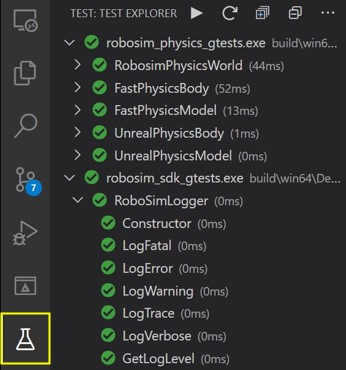 TEST: TEST EXPLORER
robosim_physics_gtests.exe build\win6...
RobosimPhysicsWorld (44ms)
FastPhysicsBody (52ms)
FastPhysicsModel (13ms)
UnrealPhysicsBody (1ms)
UnrealPhysicsModel (0ms)
robosim_sdk_gtests.exe build\win64\De...
RoboSimLogger (0ms)
Constructor (0ms)
LogFatal (0ms)
LogError (0ms)
7
LogWarning (0ms)
LogTrace (0ms)
LogVerbose (0ms)
GetLogLevel (0ms)